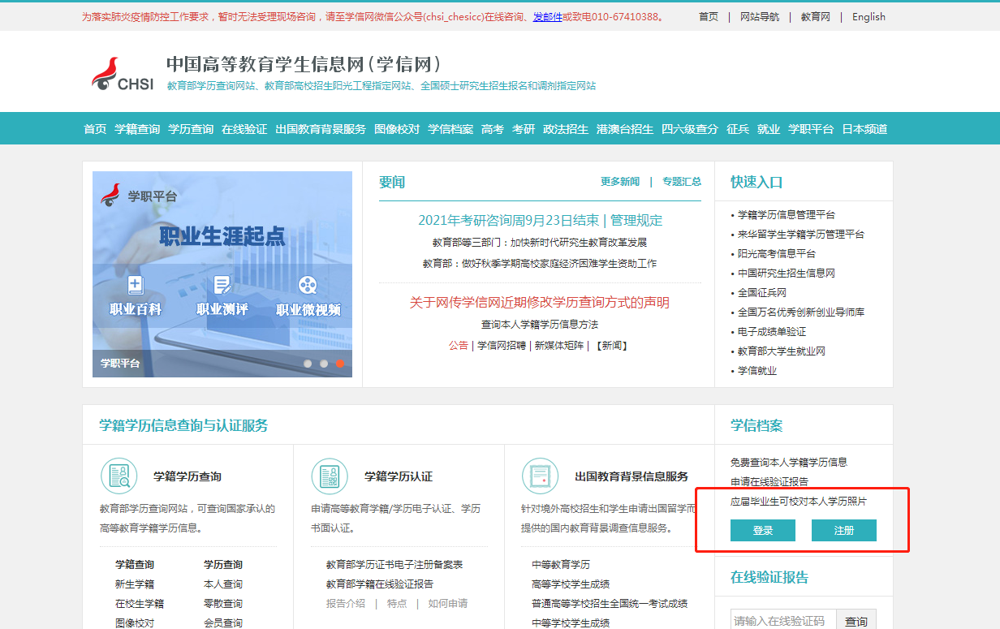 为落实肺炎疫情防控工作要求，暂时无法受理现场咨询，请至学信网微信公众号(chsi_chesicc)在线咨询、发邮件或致电010-67410388。 首页 | 网站导航 | 教育网 | English
中国高等教育学生信息网(学信网)
CHSI
教育部学历查询网站、教育部高校招生阳光工程指定网站、全国硕士研究生招生报名和调剂指定网站
首页 学籍查询 学历查询 在线验证 出国教育背景服务 图像校对 学信档案 高考 考研 政法招生 港澳台招生 四六级查分 征兵 就业 学职平台 日本频道
学职平台
职业生涯起点
职业百科 职业测评 职业微视频
学职平台
要闻 更多新闻 | 专题汇总
2021年考研咨询周9月23日结束 | 管理规定
教育部等三部门：加快新时代研究生教育改革发展
教育部：做好秋季学期高校家庭经济困难学生资助工作
关于网传学信网近期修改学历查询方式的声明
查询本人学籍学历信息方法
公告 | 学信网招聘 | 新媒体矩阵 | 【新闻】
快速入口
• 学籍学历信息管理平台
• 来华留学生学籍学历管理平台
• 阳光高考信息平台
• 中国研究生招生信息网
• 全国征兵网
• 全国万名优秀创新创业导师库
• 电子成绩单验证
• 教育部大学生就业网
• 学信就业
学籍学历信息查询与认证服务
学籍学历查询
教育部学历查询网站，可查询国家承认的
高等教育学籍学历信息。
学籍查询 学历查询
新生学籍 本人查询
在校生学籍 零散查询
图像校对 会员查询
学籍学历认证
申请高等教育学籍/学历电子认证、学历
书面认证。
教育部学历证书电子注册备案表
教育部学籍在线验证报告
报告介绍 | 特点 | 如何申请
出国教育背景信息服务
针对境外高校招生和学生申请出国留学而
提供的国内教育背景调查信息服务。
中等教育学历
高等学校学生成绩
普通高等学校招生全国统一考试成绩
中等学校学生成绩
学信档案
免费查询本人学籍学历信息
申请在线验证报告
应届毕业生可校对本人学历照片
登录 注册
在线验证报告
请输入在线验证码 查询